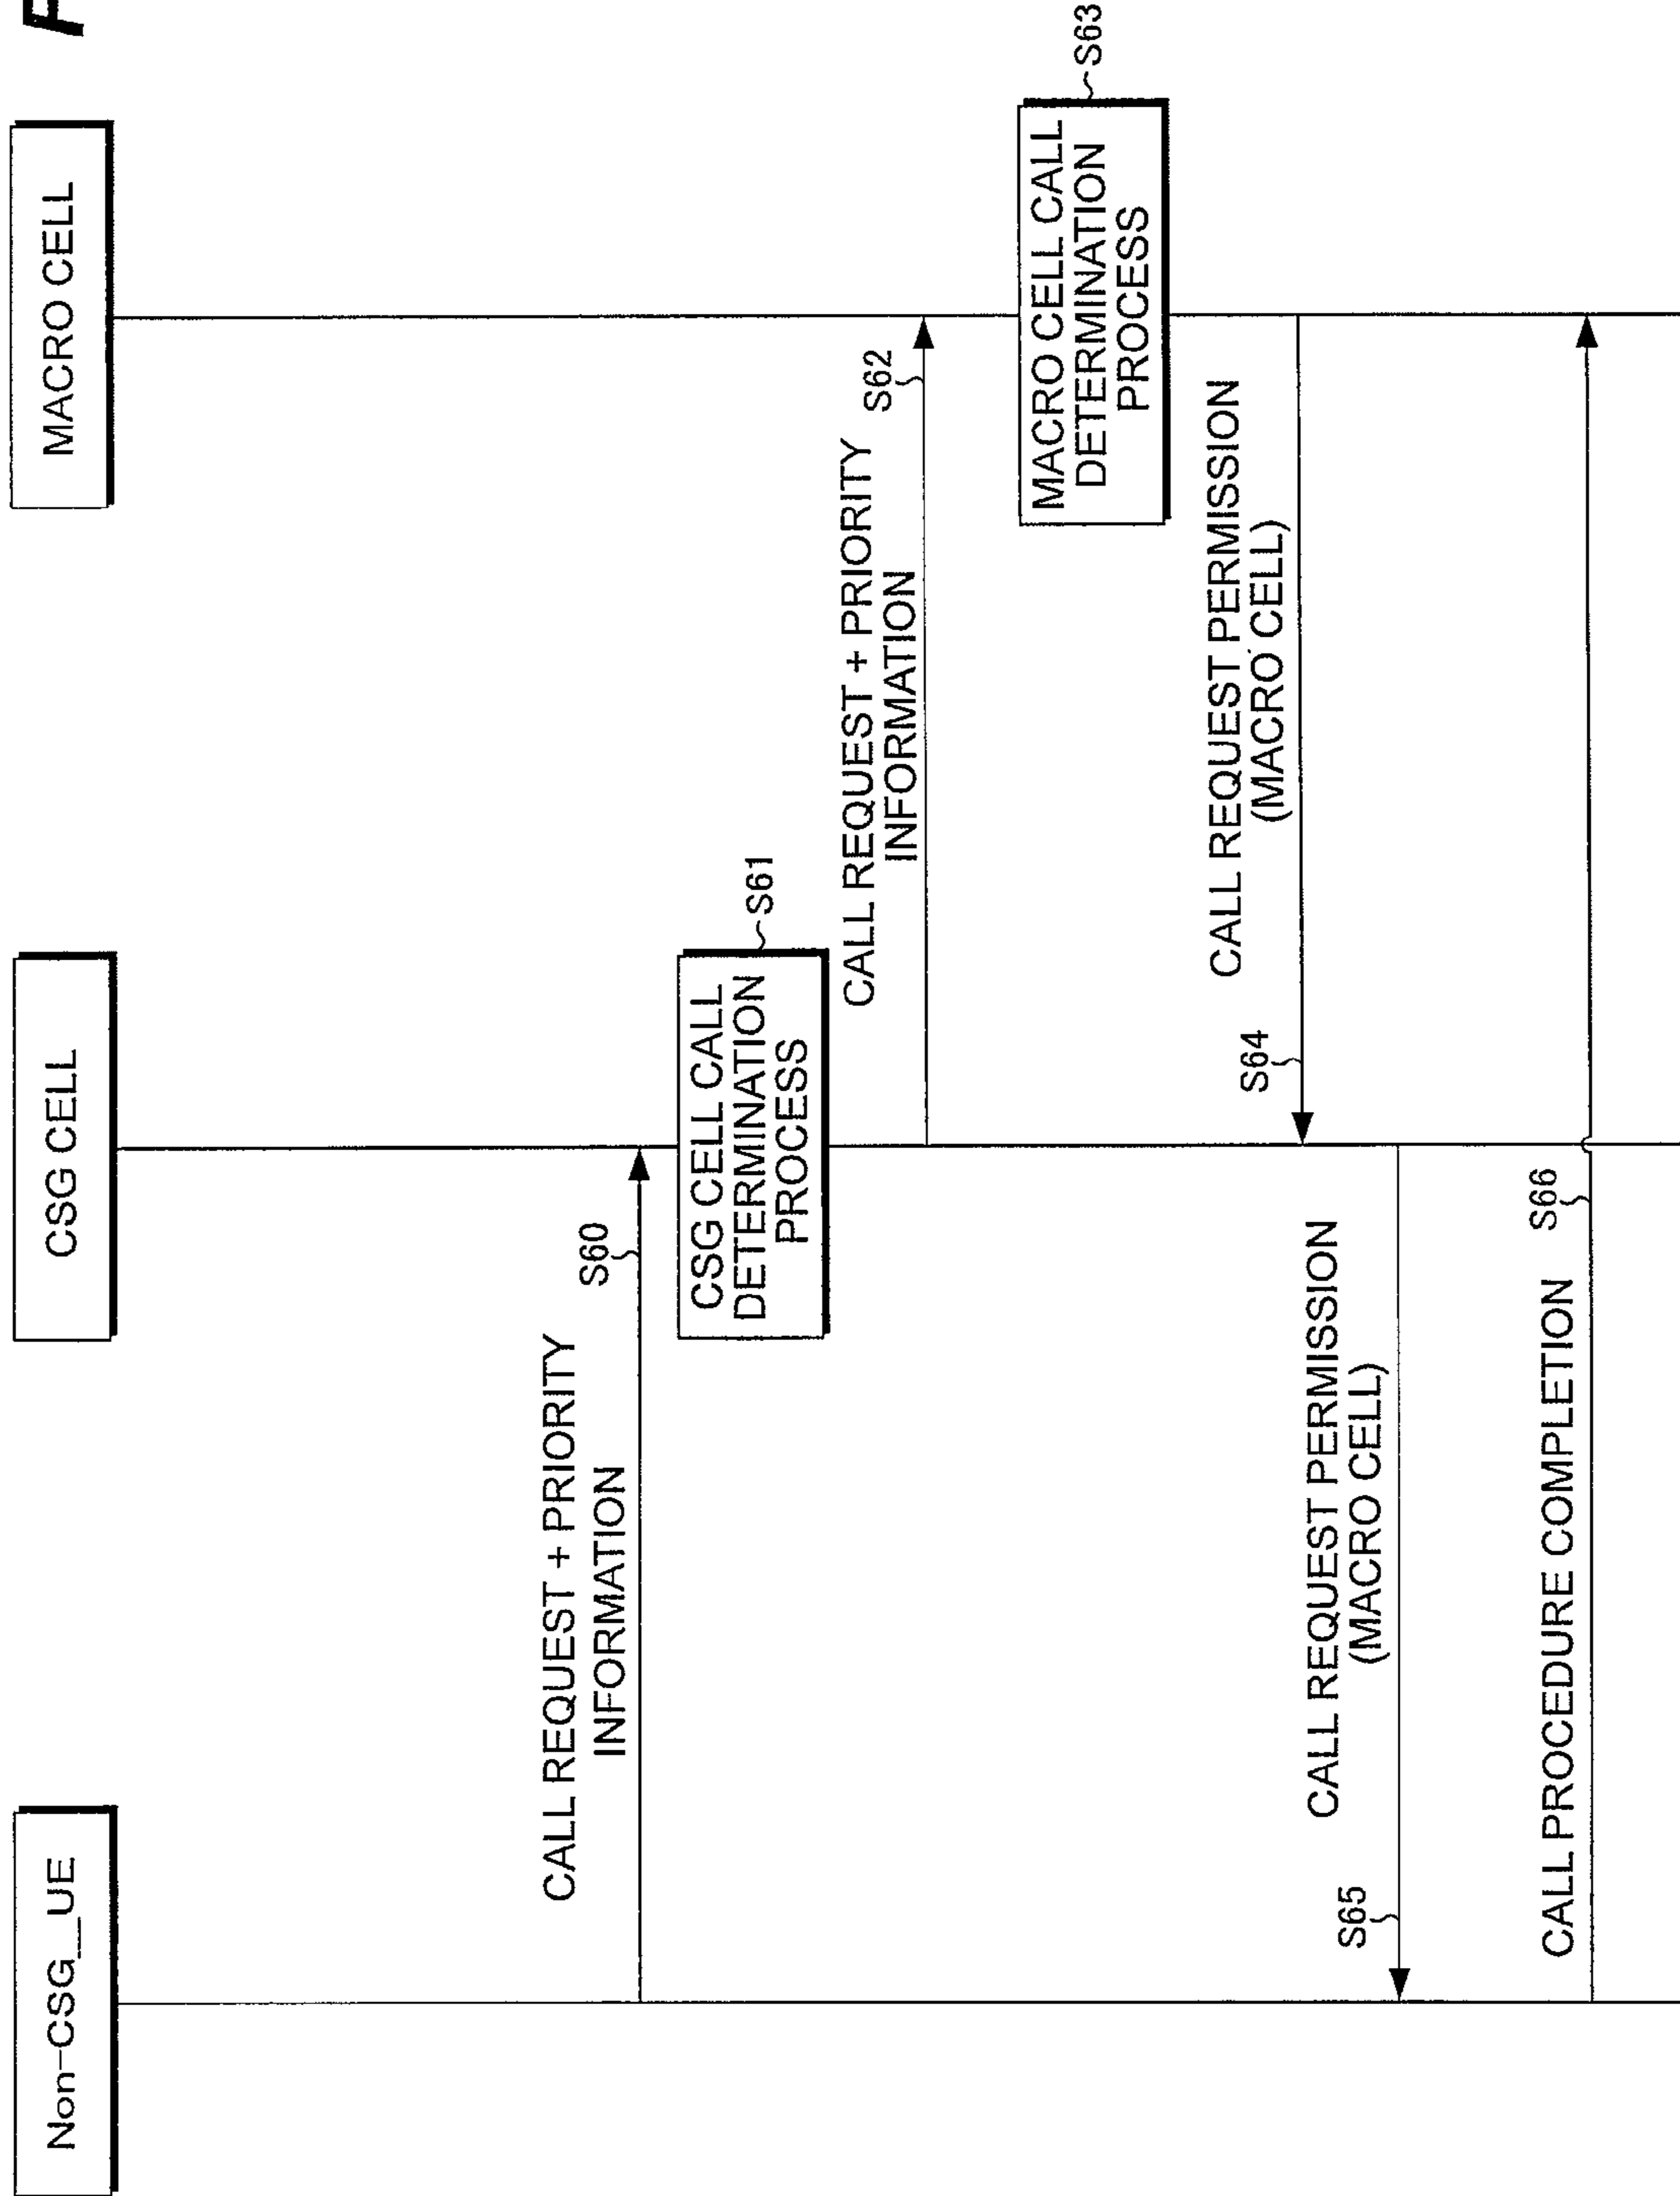 Non-CSG_UE
CSG CELL
MACRO CELL
CALL REQUEST + PRIORITY
INFORMATION
S60
CSG CELL CALL
DETERMINATION
PROCESS
S61
CALL REQUEST + PRIORITY
INFORMATION
S62
MACRO CELL CALL
DETERMINATION
PROCESS
S63
CALL REQUEST PERMISSION
(MACRO CELL)
S64
CALL REQUEST PERMISSION
(MACRO CELL)
S65
CALL PROCEDURE COMPLETION
S66